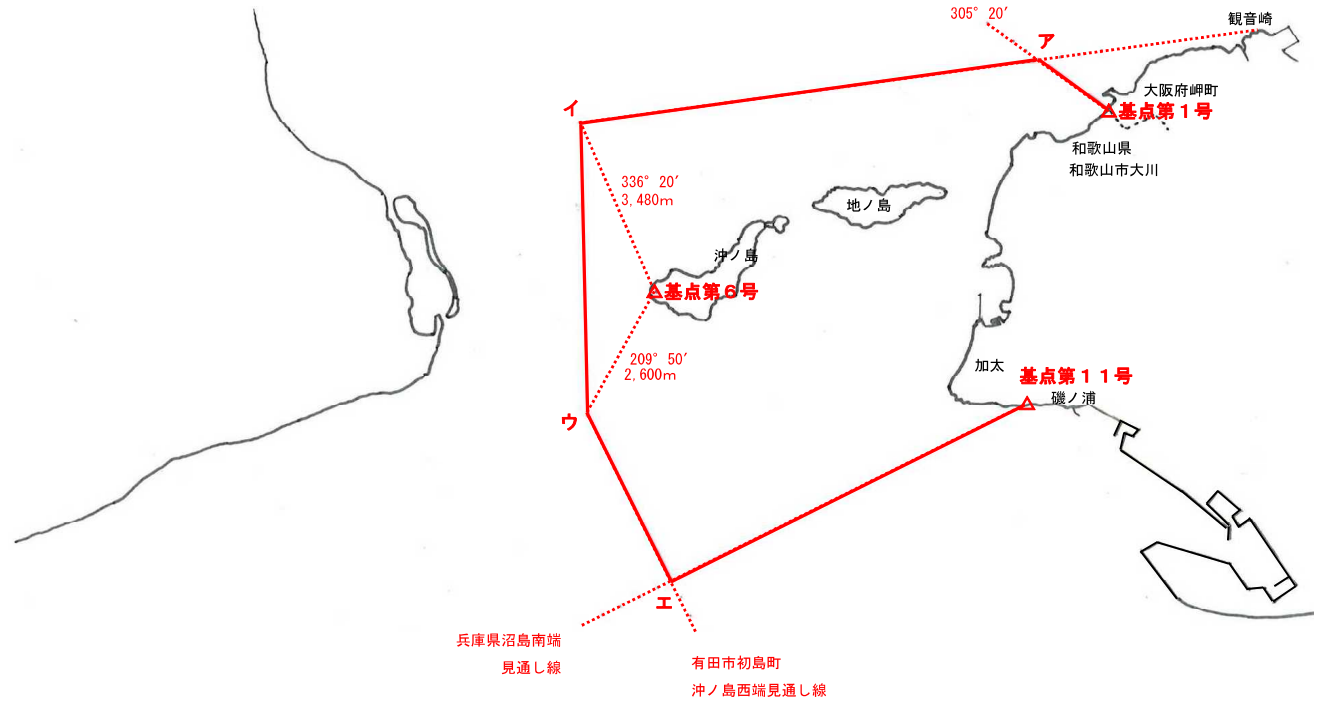 305°20′
観音崎
ア
大阪府岬町
イ
基点第１号
和歌山県
和歌山市大川
336°20′
3,480ｍ
地ノ島
沖ノ島
基点第６号
209°50′
2,600ｍ
加太
基点第１１号
磯ノ浦
ウ
エ
兵庫県沼島南端
見通し線
有田市初島町
沖ノ島西端見通し線